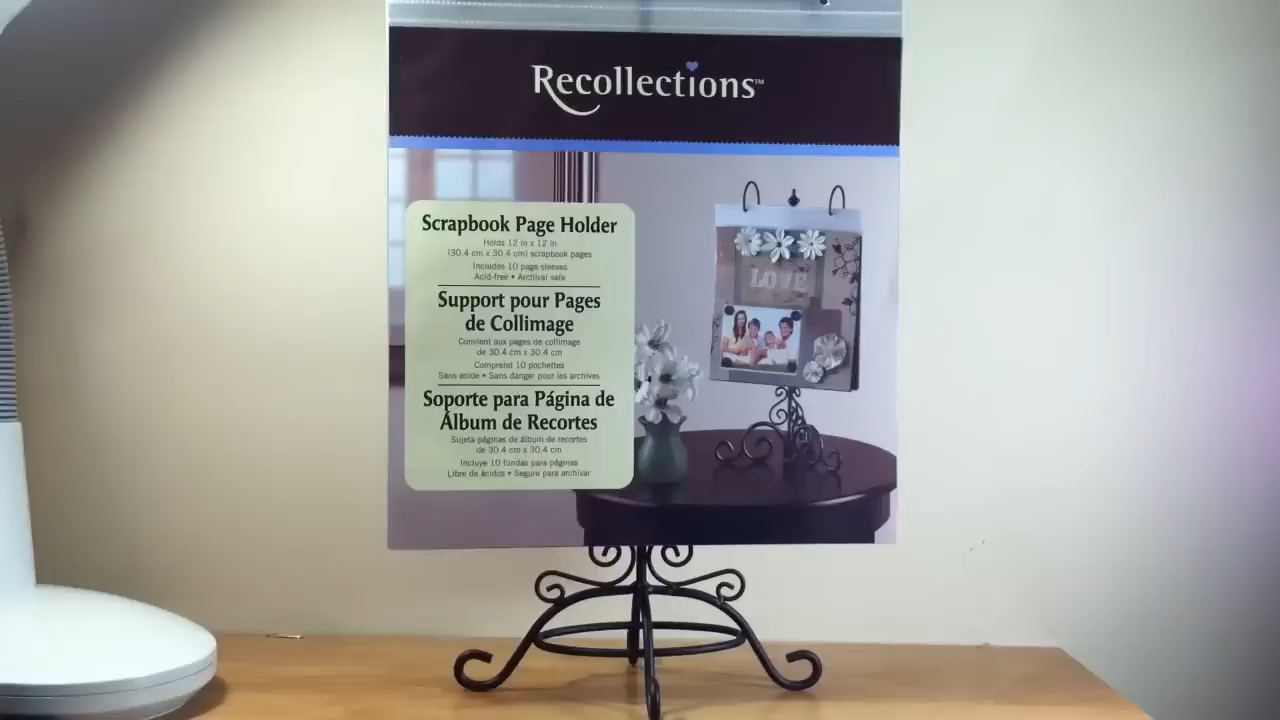 Recollections™
Scrapbook Page Holder
Holds 12 in x 12 in
(30.4 cm x 30.4 cm) scrapbook pages
Includes 10 page sleeves
Acid-free • Archival safe
Support pour Pages
de Collimage
Convient aux pages de collimage
de 30.4 cm x 30.4 cm
Comprend 10 pochettes
Sans acide • Sans danger pour les archives
Soporte para Página de
Álbum de Recortes
Sujeta páginas de álbum de recortes
de 30.4 cm x 30.4 cm
Incluye 10 fundas para páginas
Libre de ácidos • Seguro para archivar
LOVE